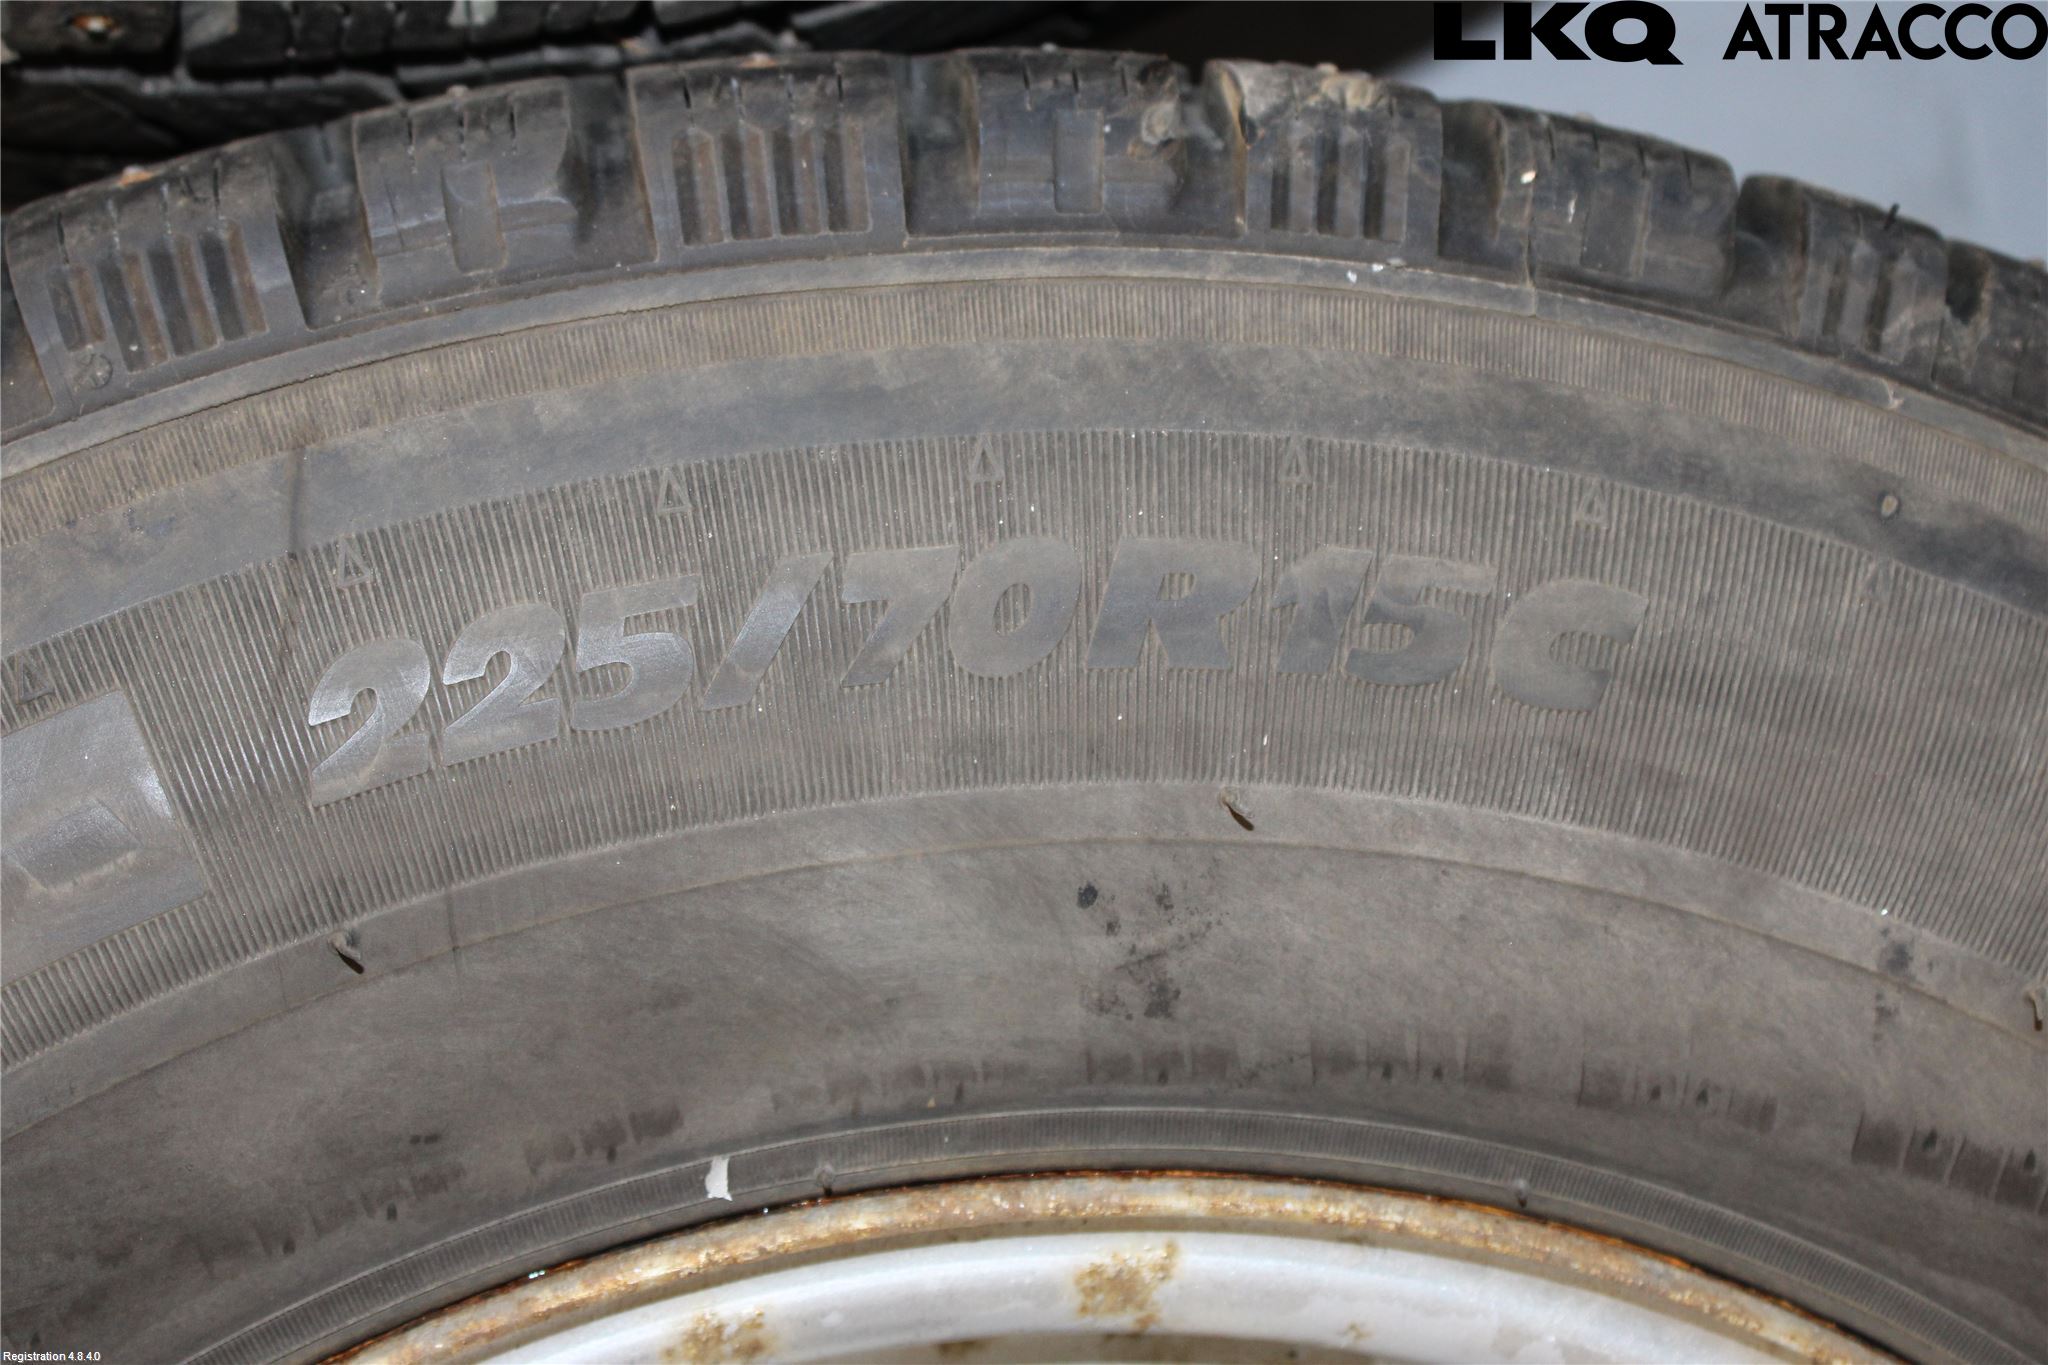 LKQ ATRACCO
225/70R15C
Registration 4.8.4.0